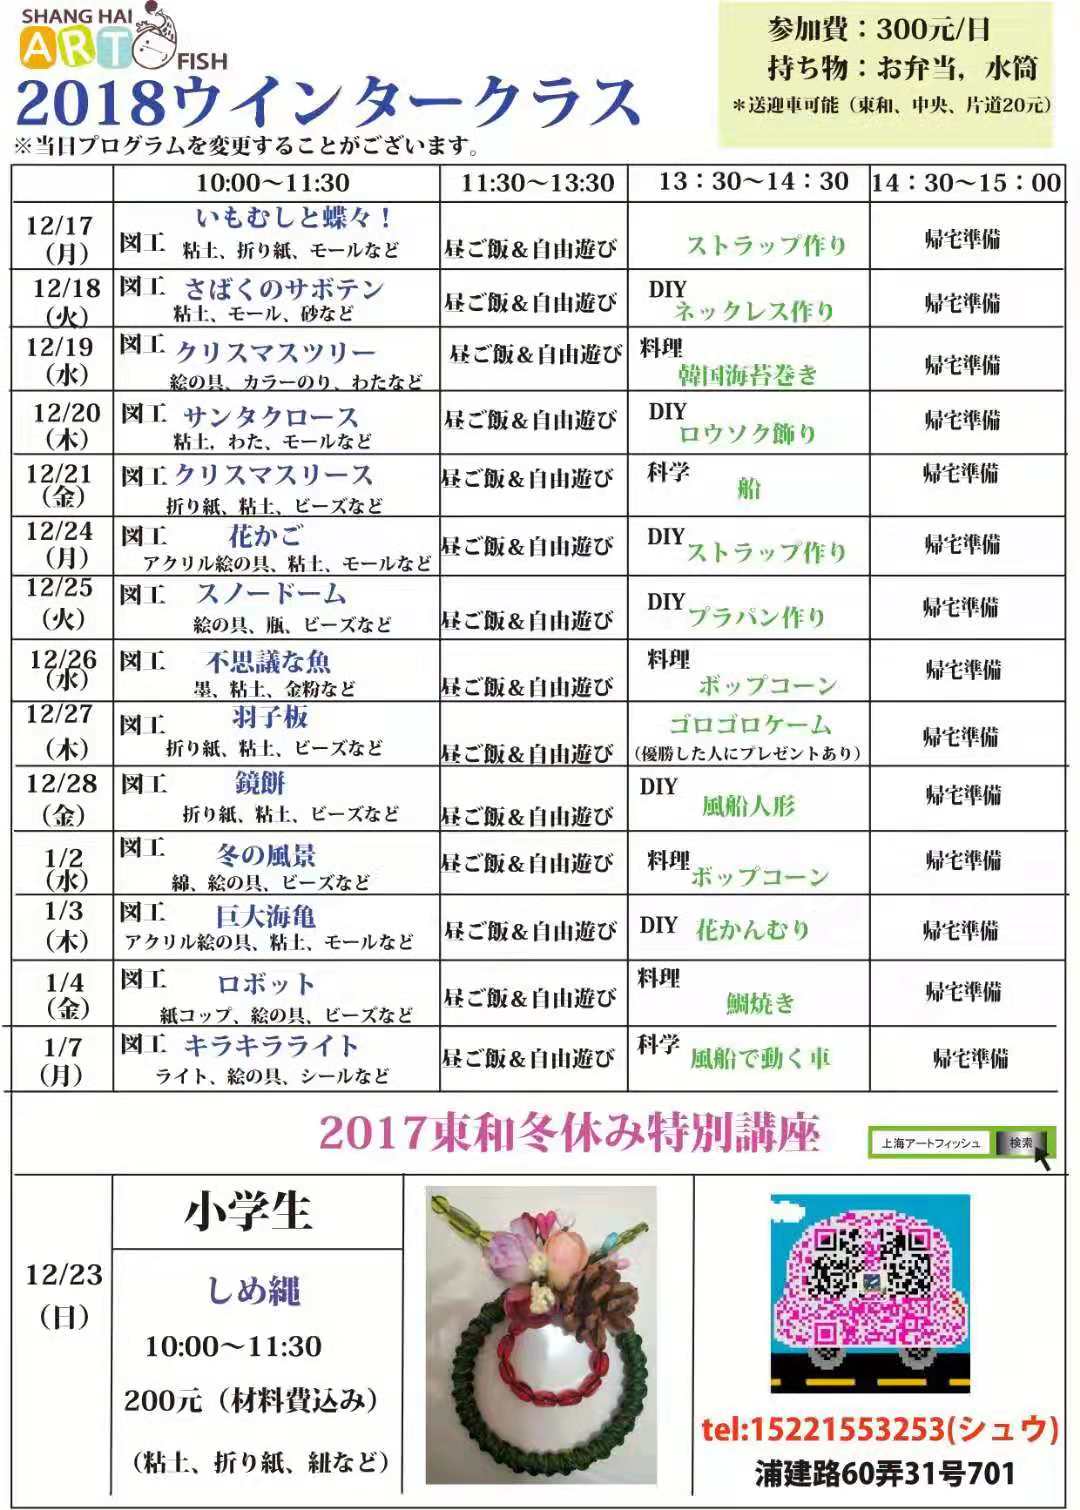 SHANG HAI
ART
FISH
2018ウインタークラス
※当日プログラムを変更することがございます。
参加費：300元/日
持ち物：お弁当，水筒
＊送迎車可能（東和、中央、片道20元）
10:00～11:30 11:30～13:30 13：30～14：30 14：30～15：00
12/17
（月）
図工
いもむしと蝶々！
粘土、折り紙、モールなど
昼ご飯＆自由遊び
ストラップ作り
帰宅準備
12/18
（火）
図工 さばくのサボテン
粘土、モール、砂など
昼ご飯＆自由遊び
DIY
ネックレス作り
帰宅準備
12/19
（水）
図工 クリスマスツリー
絵の具、カラーのり、わたなど
昼ご飯＆自由遊び
料理
韓国海苔巻き
帰宅準備
12/20
（木）
図工 サンタクロース
粘土，わた、モールなど
昼ご飯＆自由遊び
DIY
ロウソク飾り
帰宅準備
12/21
（金）
図工 クリスマスリース
折り紙、粘土、ビーズなど
昼ご飯＆自由遊び
科学
船
帰宅準備
12/24
（月）
図工 花かご
アクリル絵の具、粘土、モールなど
昼ご飯＆自由遊び
DIY
ストラップ作り
帰宅準備
12/25
（火）
図工 スノードーム
絵の具、瓶、ビーズなど
昼ご飯＆自由遊び
DIY
プラパン作り
帰宅準備
12/26
（水）
図工 不思議な魚
墨、粘土、金粉など
昼ご飯＆自由遊び
料理
ボップコーン
帰宅準備
12/27
（木）
図工 羽子板
折り紙、粘土、ビーズなど
昼ご飯＆自由遊び
ゴロゴロケーム
（優勝した人にプレゼントあり）
帰宅準備
12/28
（金）
図工 鏡餅
折り紙、粘土、ビーズなど
昼ご飯＆自由遊び
DIY
風船人形
帰宅準備
1/2
（水）
図工 冬の風景
綿、絵の具、ビーズなど
昼ご飯＆自由遊び
料理
ボップコーン
帰宅準備
1/3
（木）
図工 巨大海亀
アクリル絵の具、粘土、モールなど
昼ご飯＆自由遊び
DIY 花かんむり
帰宅準備
1/4
（金）
図工 ロボット
紙コップ、絵の具、ビーズなど
昼ご飯＆自由遊び
料理
鯛焼き
帰宅準備
1/7
（月）
図工 キラキラライト
ライト、絵の具、シールなど
昼ご飯＆自由遊び
科学
風船で動く車
帰宅準備
2017東和冬休み特別講座
上海アートフィッシュ 検索
12/23
（日）
小学生
しめ縄
10:00～11:30
200元（材料費込み）
（粘土、折り紙、紐など）
tel:15221553253(シュウ)
浦建路60弄31号701